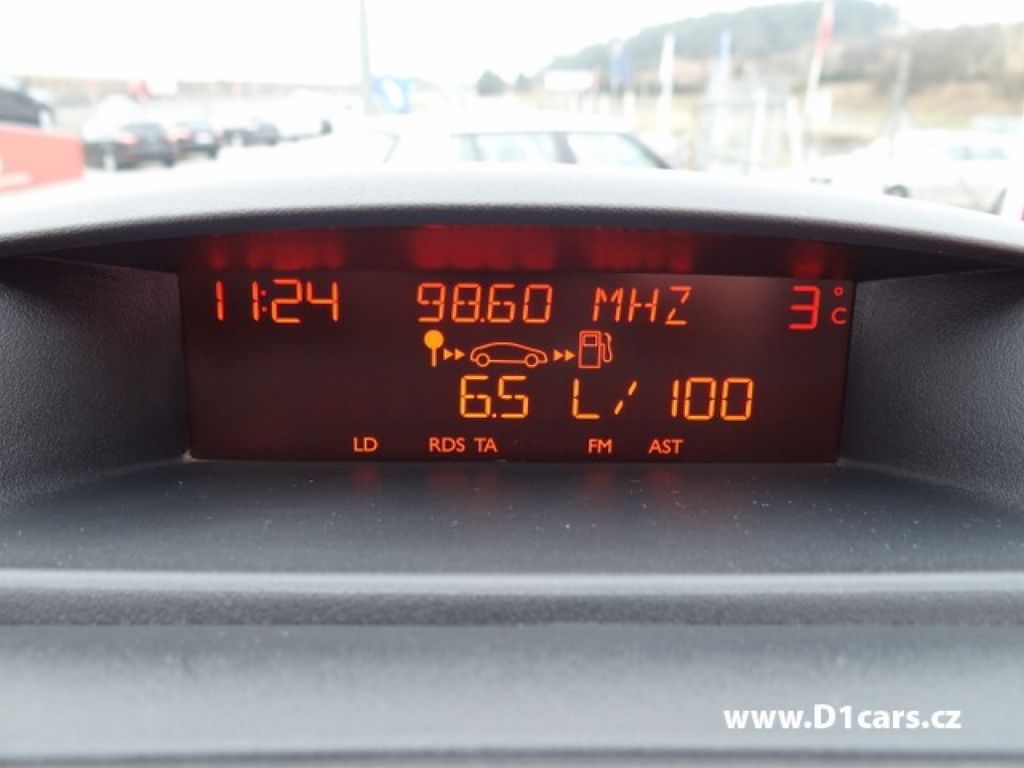 11:24 98.60 MHZ 3°C
6.5 L/100
LD RDS TA FM AST
www.D1cars.cz